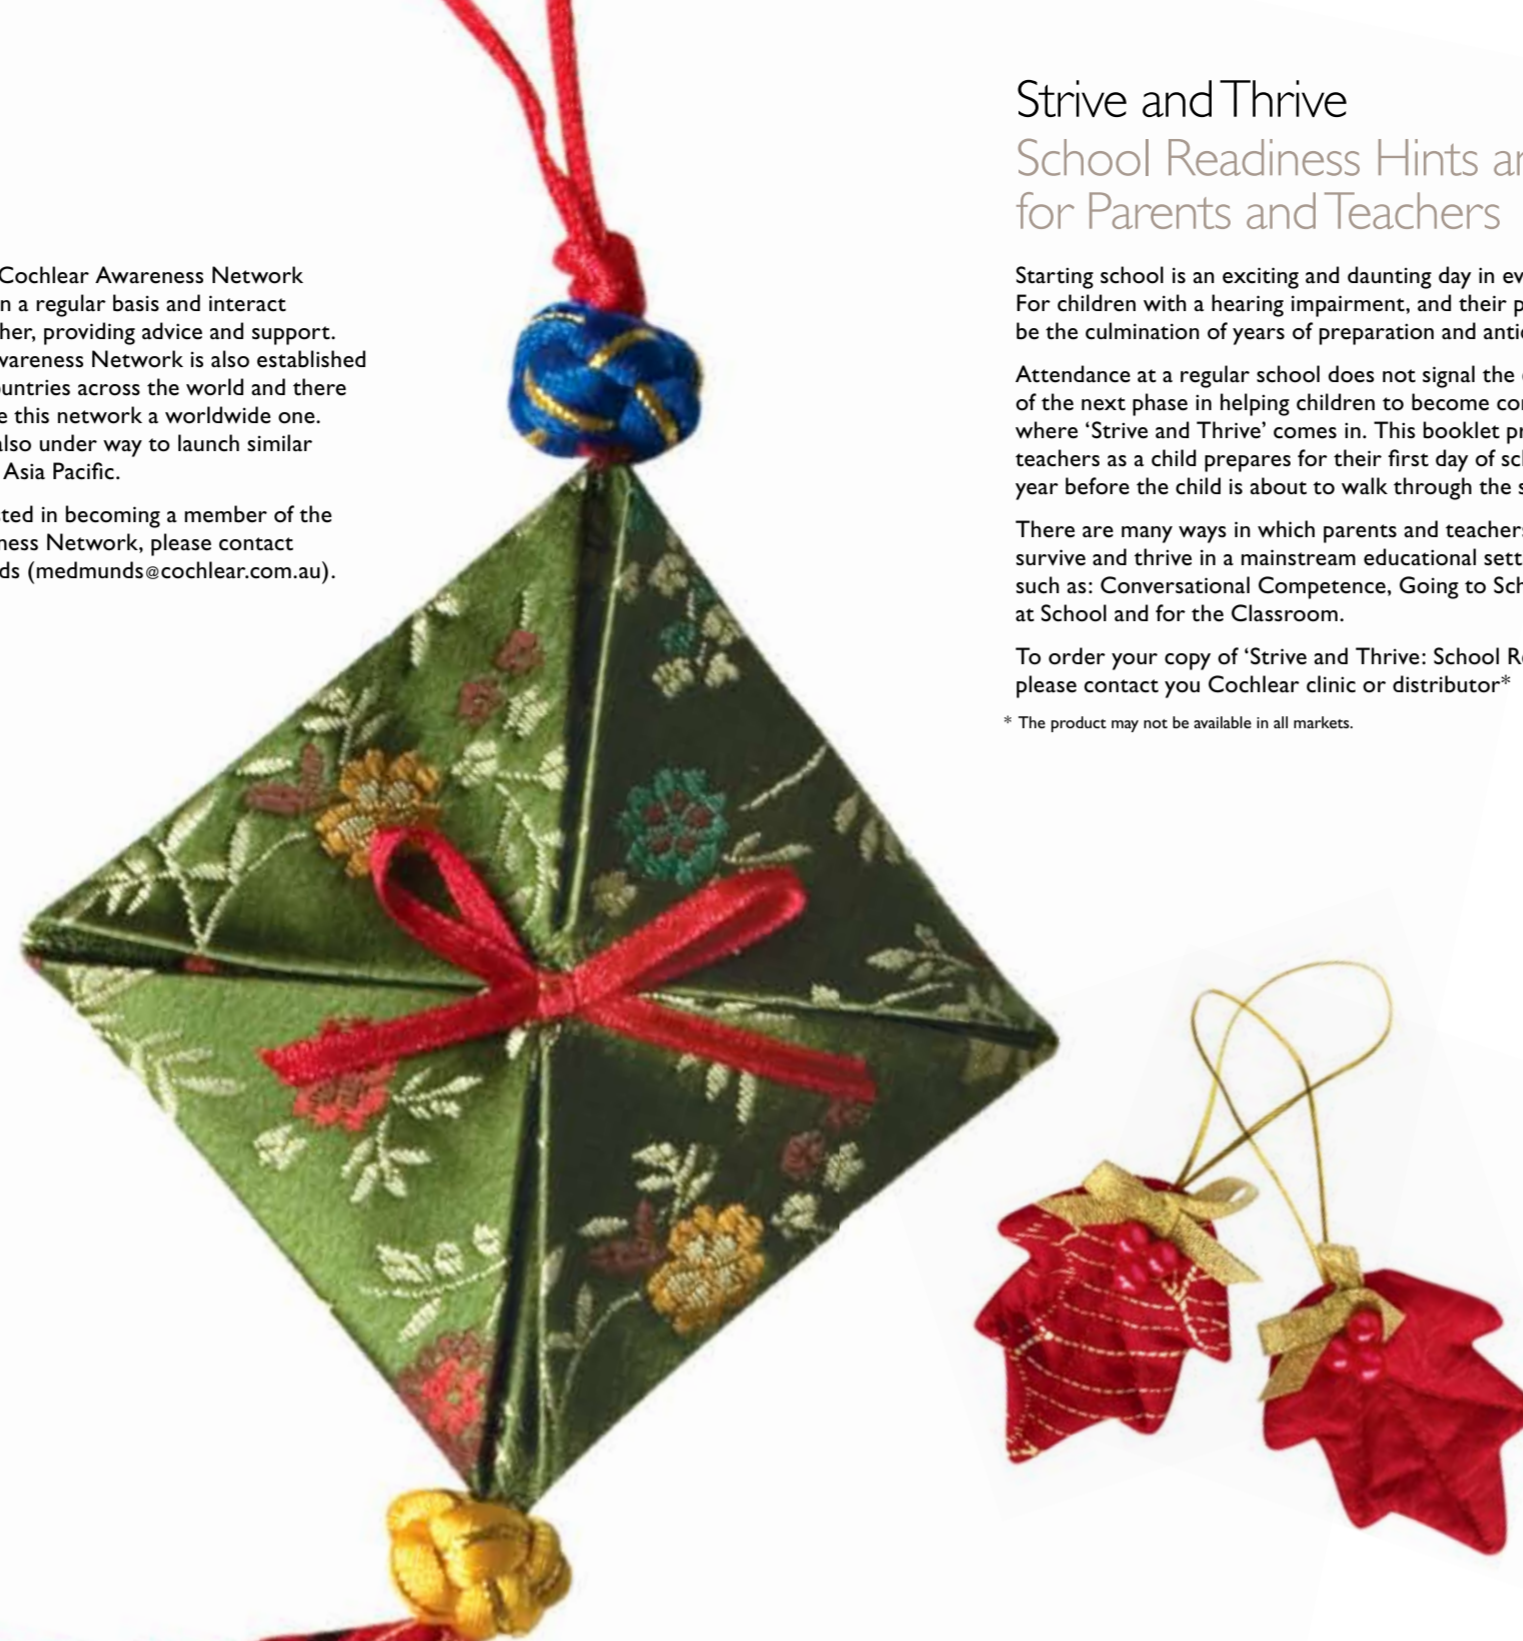 Cochlear Awareness Network
n a regular basis and interact
her, providing advice and support.
wareness Network is also established
ountries across the world and there
e this network a worldwide one.
also under way to launch similar
Asia Pacific.
ted in becoming a member of the
ness Network, please contact
ds (medmunds@cochlear.com.au).
Strive and Thrive
School Readiness Hints
for Parents and Teachers
Starting school is an exciting and daunting day in ev
For children with a hearing impairment, and their p
be the culmination of years of preparation and antic
Attendance at a regular school does not signal the
of the next phase in helping children to become co
where ‘Strive and Thrive’ comes in. This booklet pr
teachers as a child prepares for their first day of sc
year before the child is about to walk through the s
There are many ways in which parents and teachers
survive and thrive in a mainstream educational sett
such as: Conversational Competence, Going to Sch
at School and for the Classroom.
To order your copy of ‘Strive and Thrive: School R
please contact you Cochlear clinic or distributor*
* The product may not be available in all markets.